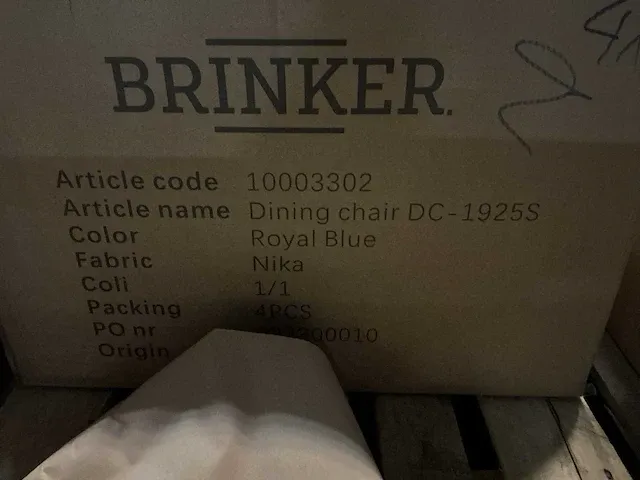 BRINKER.
Article code 10003302
Article name Dining chair DC-1925S
Color Royal Blue
Fabric Nika
Coli 1/1
Packing 4PCS
PO nr
Origin